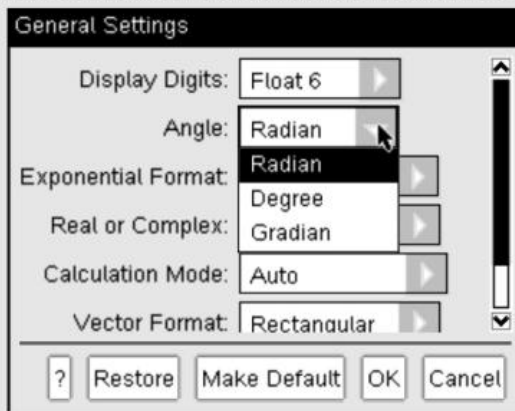 General Settings
Display Digits: Float 6
Angle: Radian
Radian
Exponential Format:
Degree
Real or Complex: Gradian
Calculation Mode: Auto
Vector Format: Rectangular
? Restore Make Default OK Cancel